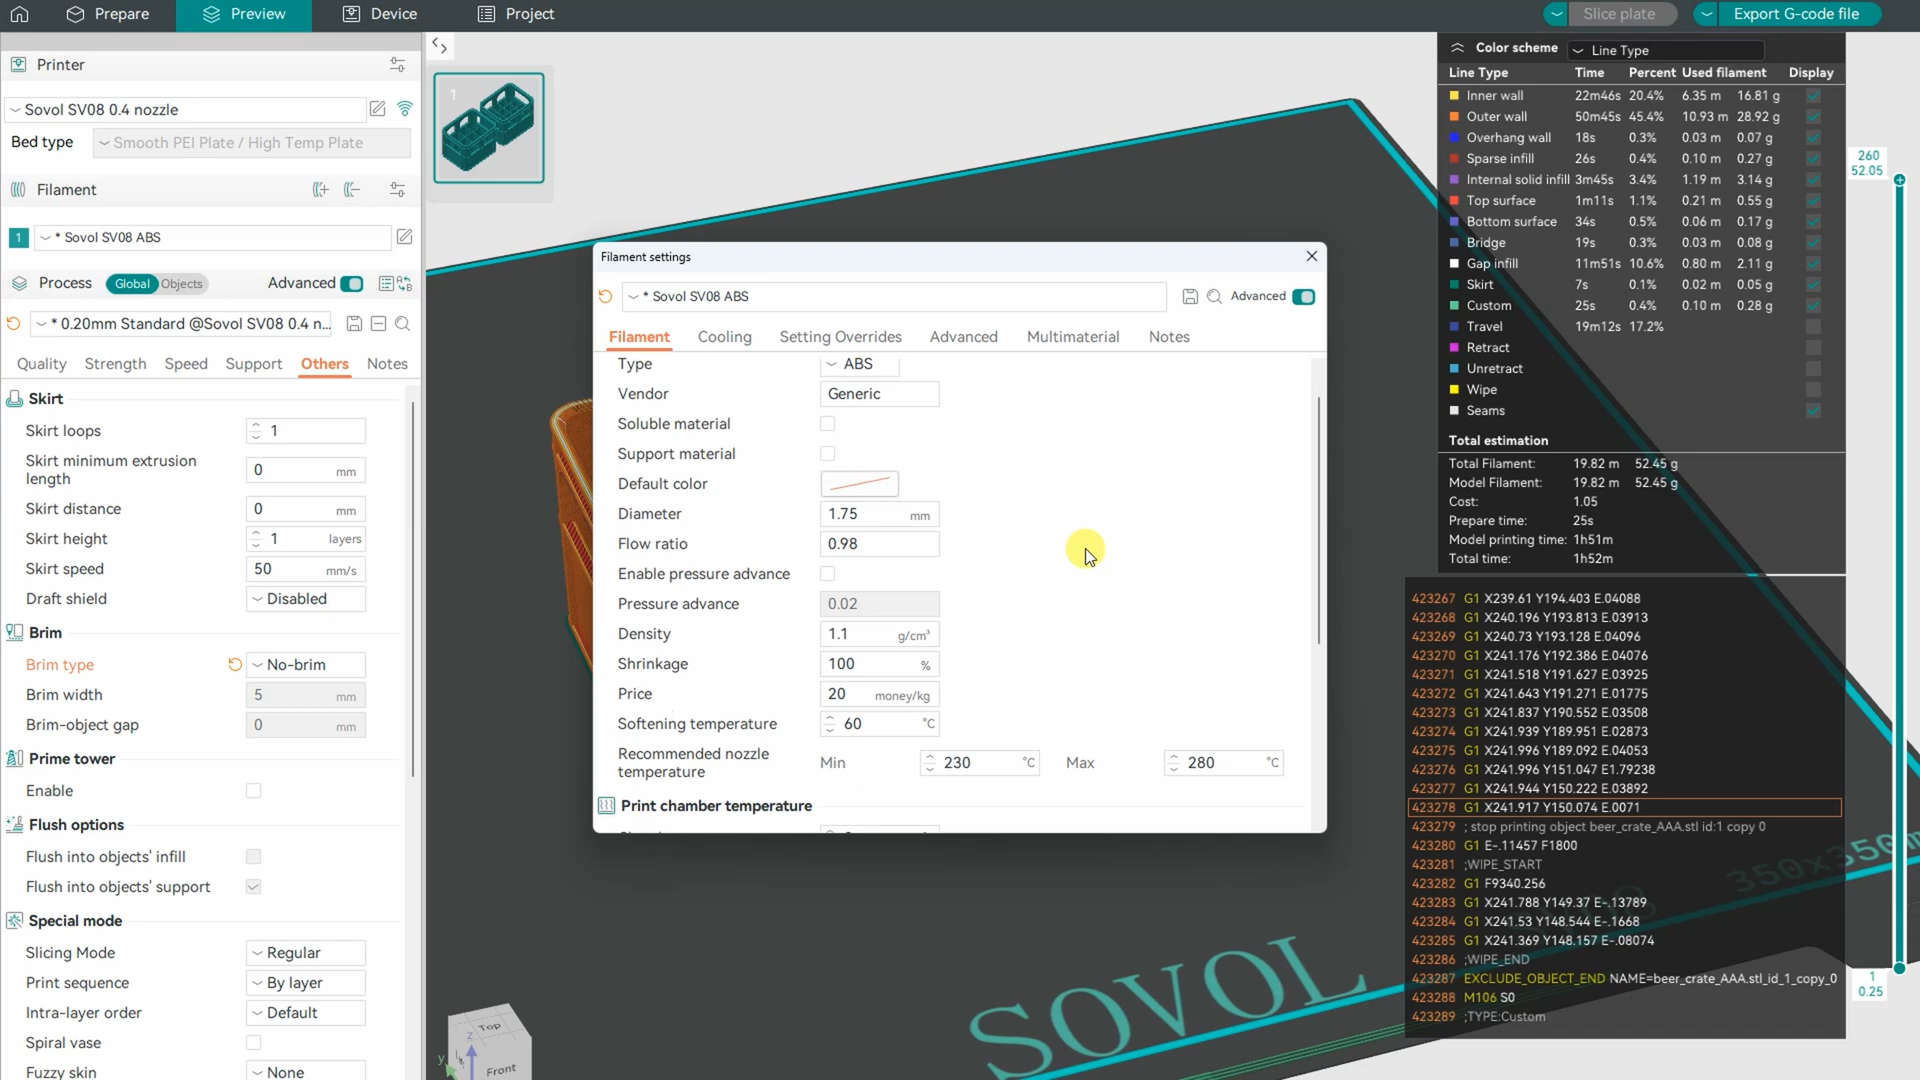 Prepare
Preview
Device
Project
Slice plate
Export G-code file
Printer
Sovol SV08 0.4 nozzle
Bed type
Smooth PEI Plate / High Temp Plate
Filament
1
* Sovol SV08 ABS
Process
Global
Objects
Advanced
* 0.20mm Standard @Sovol SV08 0.4 n...
Quality
Strength
Speed
Support
Others
Notes
Skirt
Skirt loops
1
Skirt minimum extrusion length
0 mm
Skirt distance
0 mm
Skirt height
1 layers
Skirt speed
50 mm/s
Draft shield
Disabled
Brim
Brim type
No-brim
Brim width
5 mm
Brim-object gap
0 mm
Prime tower
Enable
Flush options
Flush into objects' infill
Flush into objects' support
Special mode
Slicing Mode
Regular
Print sequence
By layer
Intra-layer order
Default
Spiral vase
Fuzzy skin
None
1
Filament settings
* Sovol SV08 ABS
Advanced
Filament
Cooling
Setting Overrides
Advanced
Multimaterial
Notes
Type
ABS
Vendor
Generic
Soluble material
Support material
Default color
Diameter
1.75 mm
Flow ratio
0.98
Enable pressure advance
Pressure advance
0.02
Density
1.1 g/cm³
Shrinkage
100 %
Price
20 money/kg
Softening temperature
60 °C
Recommended nozzle temperature
Min
230 °C
Max
280 °C
Print chamber temperature
Color scheme
Line Type
Line Type Time Percent Used filament Display
Inner wall 22m46s 20.4% 6.35 m 16.81 g
Outer wall 50m45s 45.4% 10.93 m 28.92 g
Overhang wall 18s 0.3% 0.03 m 0.07 g
Sparse infill 26s 0.4% 0.10 m 0.27 g
Internal solid infill 3m45s 3.4% 1.19 m 3.14 g
Top surface 1m11s 1.1% 0.21 m 0.55 g
Bottom surface 34s 0.5% 0.06 m 0.17 g
Bridge 19s 0.3% 0.03 m 0.08 g
Gap infill 11m51s 10.6% 0.80 m 2.11 g
Skirt 7s 0.1% 0.02 m 0.05 g
Custom 25s 0.4% 0.10 m 0.28 g
Travel 19m12s 17.2%
Retract
Unretract
Wipe
Seams
Total estimation
Total Filament: 19.82 m 52.45 g
Model Filament: 19.82 m 52.45 g
Cost: 1.05
Prepare time: 25s
Model printing time: 1h51m
Total time: 1h52m
260
52.05
423267 G1 X239.61 Y194.403 E.04088
423268 G1 X240.196 Y193.813 E.03913
423269 G1 X240.73 Y193.128 E.04096
423270 G1 X241.176 Y192.386 E.04076
423271 G1 X241.518 Y191.627 E.03925
423272 G1 X241.643 Y191.271 E.01775
423273 G1 X241.837 Y190.552 E.03508
423274 G1 X241.939 Y189.951 E.02873
423275 G1 X241.996 Y189.092 E.04053
423276 G1 X241.996 Y151.047 E1.79238
423277 G1 X241.944 Y150.222 E.03892
423278 G1 X241.917 Y150.074 E.0071
423279 ; stop printing object beer_crate_AAA.stl id:1 copy 0
423280 G1 E-.11457 F1800
423281 ;WIPE_START
423282 G1 F9340.256
423283 G1 X241.788 Y149.37 E-.13789
423284 G1 X241.53 Y148.544 E-.1668
423285 G1 X241.369 Y148.157 E-.08074
423286 ;WIPE_END
423287 EXCLUDE_OBJECT_END NAME=beer_crate_AAA.stl_id_1_copy_0
423288 M106 S0
423289 ;TYPE:Custom
1
0.25
SOVOL
Top
Front
z
y